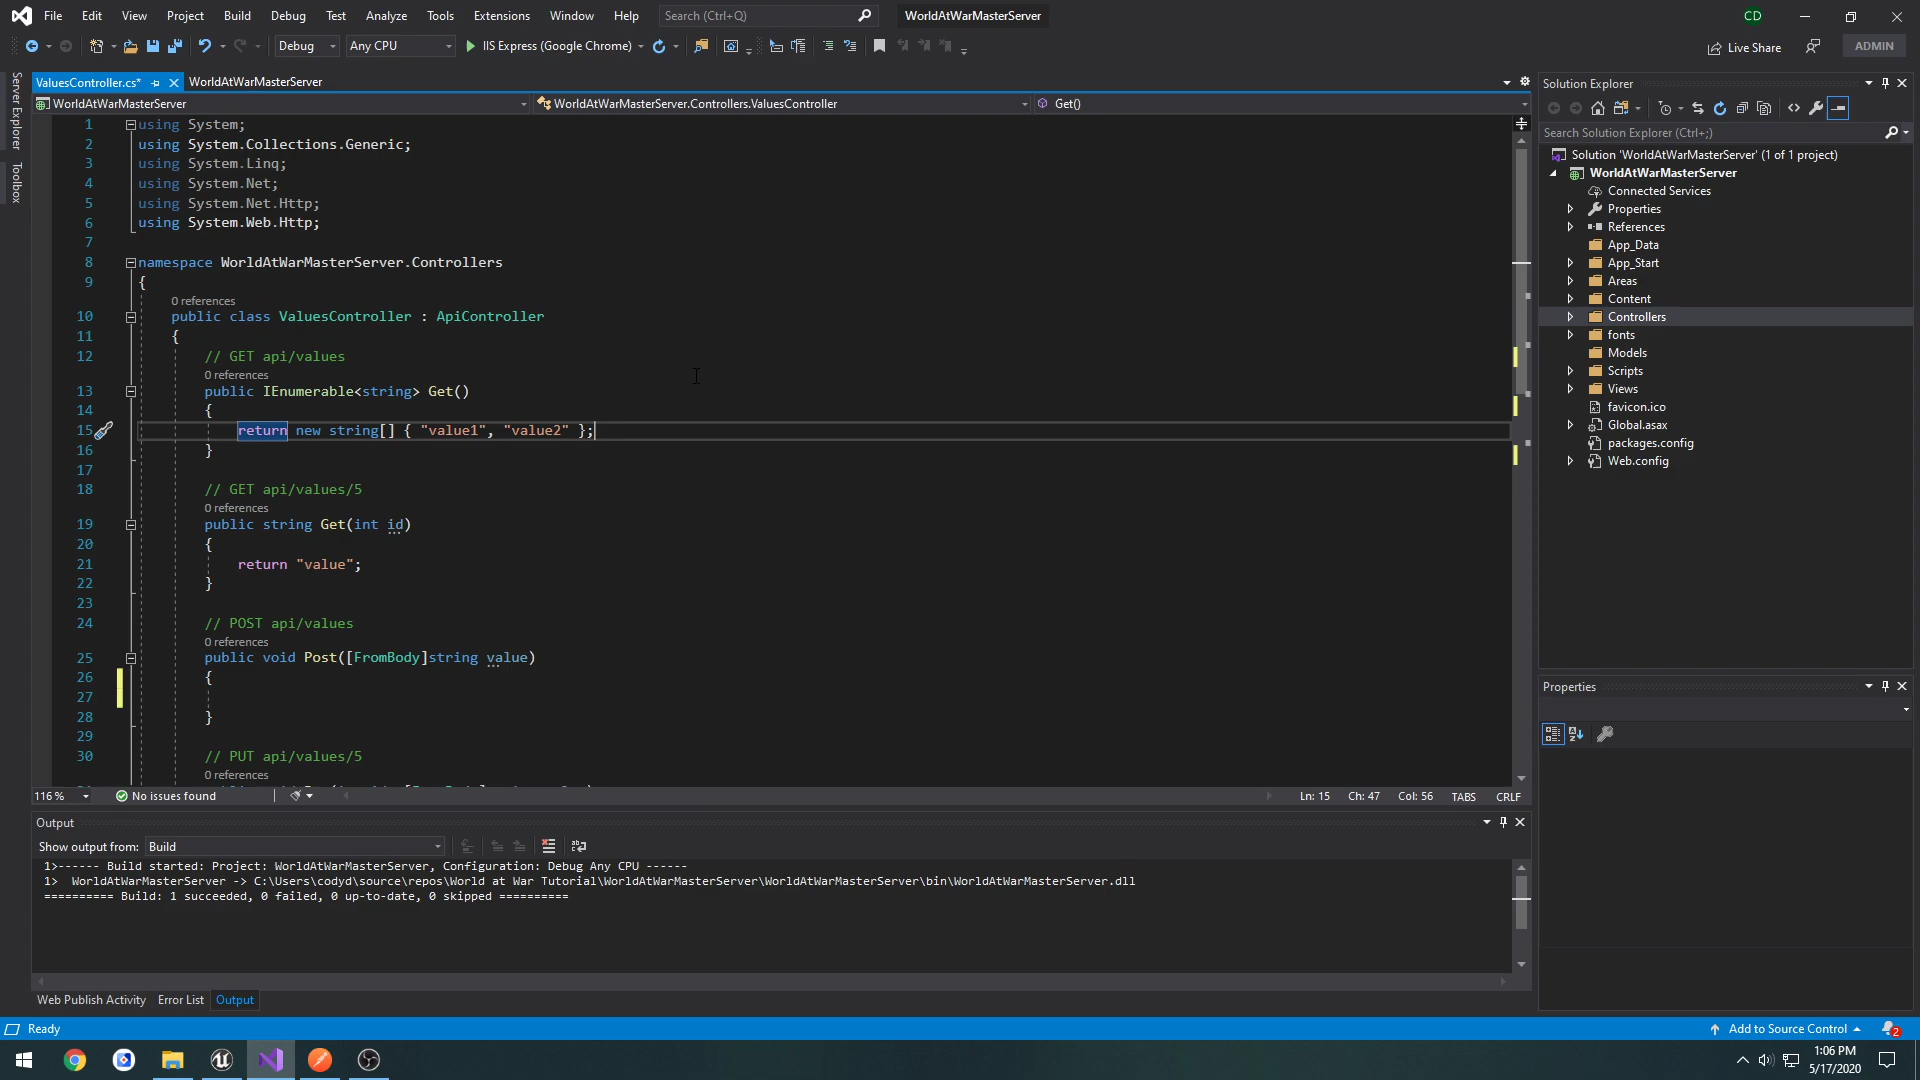 File Edit View Project Build Debug Test Analyze Tools Extensions Window Help Search (Ctrl+Q) WorldAtWarMasterServer CD
Debug Any CPU IIS Express (Google Chrome) Live Share ADMIN
Server Explorer
Toolbox
ValuesController.cs* WorldAtWarMasterServer
WorldAtWarMasterServer WorldAtWarMasterServer.Controllers.ValuesController Get()
1 using System;
2 using System.Collections.Generic;
3 using System.Linq;
4 using System.Net;
5 using System.Net.Http;
6 using System.Web.Http;
7
8 namespace WorldAtWarMasterServer.Controllers
9 {
0 references
10 public class ValuesController : ApiController
11 {
12 // GET api/values
0 references
13 public IEnumerable<string> Get()
14 {
15 return new string[] { "value1", "value2" };
16 }
17
18 // GET api/values/5
0 references
19 public string Get(int id)
20 {
21 return "value";
22 }
23
24 // POST api/values
0 references
25 public void Post([FromBody]string value)
26 {
27
28 }
29
30 // PUT api/values/5
0 references
116 % No issues found Ln: 15 Ch: 47 Col: 56 TABS CRLF
Output
Show output from: Build
1>------ Build started: Project: WorldAtWarMasterServer, Configuration: Debug Any CPU ------
1> WorldAtWarMasterServer -> C:\Users\codyd\source\repos\World at War Tutorial\WorldAtWarMasterServer\WorldAtWarMasterServer\bin\WorldAtWarMasterServer.dll
========== Build: 1 succeeded, 0 failed, 0 up-to-date, 0 skipped ==========
Web Publish Activity Error List Output
Solution Explorer
Search Solution Explorer (Ctrl+;)
Solution 'WorldAtWarMasterServer' (1 of 1 project)
WorldAtWarMasterServer
Connected Services
Properties
References
App_Data
App_Start
Areas
Content
Controllers
fonts
Models
Scripts
Views
favicon.ico
Global.asax
packages.config
Web.config
Properties
Ready Add to Source Control 2
1:06 PM
5/17/2020